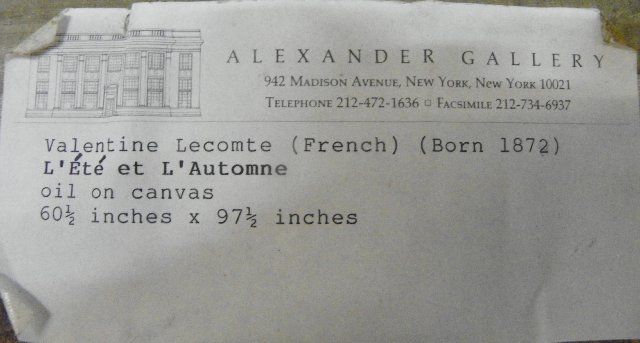 ALEXANDER GALLERY
942 MADISON AVENUE, NEW YORK, NEW YORK 10021
TELEPHONE 212-472-1636 □ FACSIMILE 212-734-6937
Valentine Lecomte (French) (Born 1872)
L'Été et L'Automne
oil on canvas
60½ inches x 97½ inches